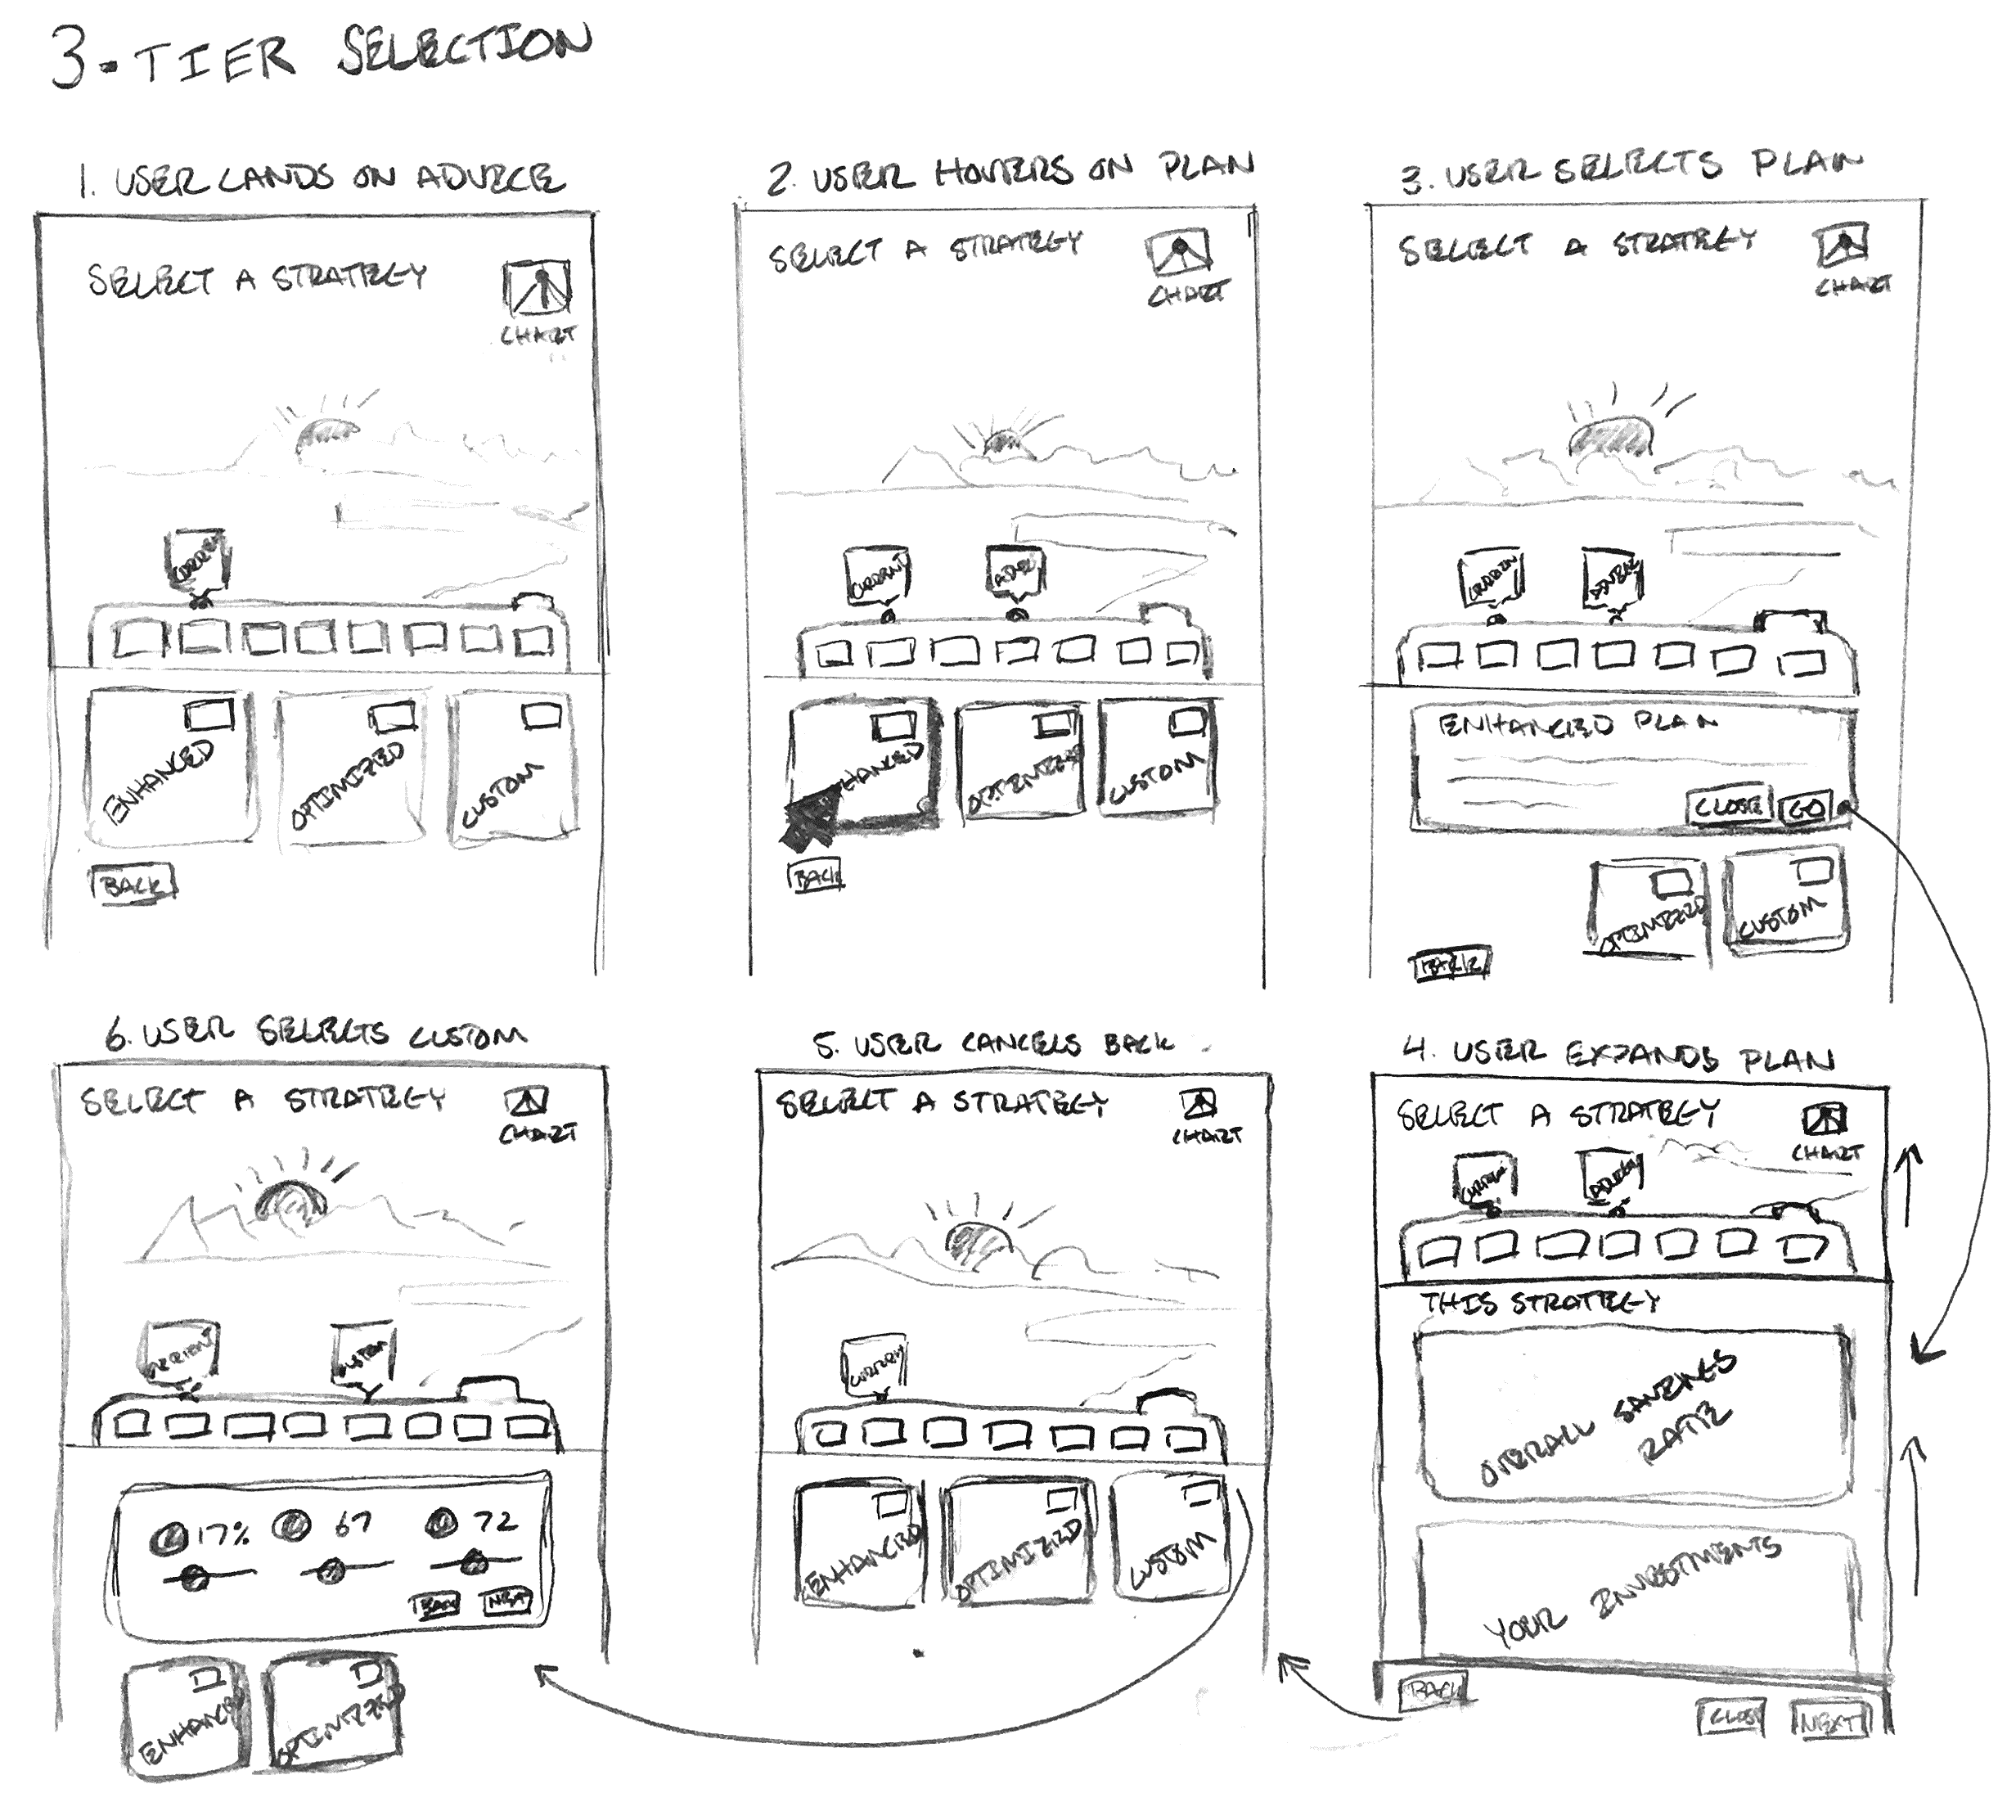 3-TIER SELECTION
1. USER LANDS ON ADVICE
SELECT A STRATEGY
CHART
CURRENT
ENHANCED
OPTIMIZED
CUSTOM
BACK
2. USER HOVERS ON PLAN
SELECT A STRATEGY
CHART
CURRENT
ENHANCED
OPTIMIZED
CUSTOM
BACK
3. USER SELECTS PLAN
SELECT A STRATEGY
CHART
CURRENT
ADVICE
ENHANCED PLAN
CLOSE
GO
OPTIMIZED
CUSTOM
BACK
4. USER EXPANDS PLAN
SELECT A STRATEGY
CHART
CURRENT
THIS STRATEGY
OVERALL SAVINGS
RATE
YOUR INVESTMENTS
BACK
CLOSE
NEXT
5. USER CANCELS BACK
SELECT A STRATEGY
CHART
CURRENT
ENHANCED
OPTIMIZED
CUSTOM
6. USER SELECTS CUSTOM
SELECT A STRATEGY
CHART
CURRENT
CUSTOM
17%
67
72
ENHANCED
OPTIMIZED